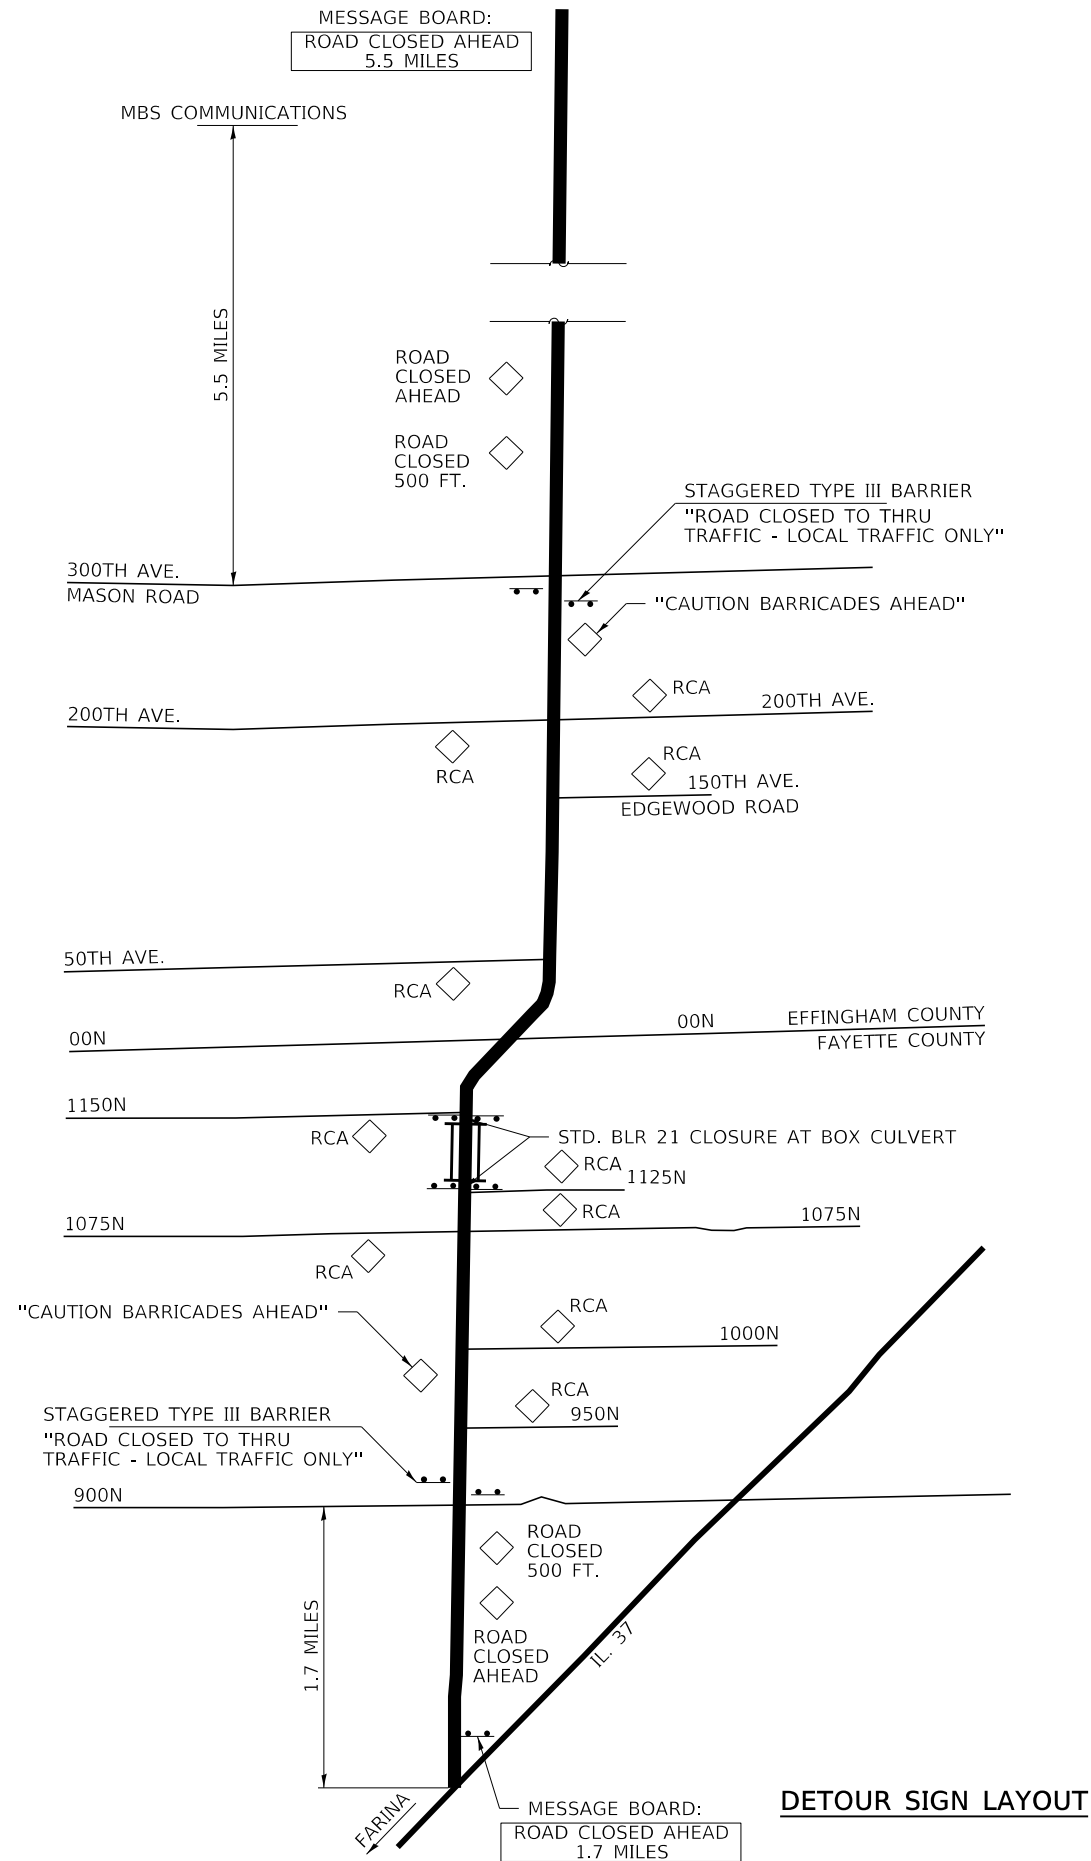 MESSAGE BOARD:
ROAD CLOSED AHEAD
5.5 MILES
MBS COMMUNICATIONS
5.5 MILES
ROAD
CLOSED
AHEAD
ROAD
CLOSED
500 FT.
STAGGERED TYPE III BARRIER
"ROAD CLOSED TO THRU
TRAFFIC - LOCAL TRAFFIC ONLY"
300TH AVE.
MASON ROAD
"CAUTION BARRICADES AHEAD"
RCA
200TH AVE.
200TH AVE.
RCA
RCA
150TH AVE.
EDGEWOOD ROAD
50TH AVE.
RCA
00N
00N
EFFINGHAM COUNTY
FAYETTE COUNTY
1150N
RCA
STD. BLR 21 CLOSURE AT BOX CULVERT
RCA
1125N
RCA
1075N
1075N
RCA
"CAUTION BARRICADES AHEAD"
RCA
1000N
RCA
950N
STAGGERED TYPE III BARRIER
"ROAD CLOSED TO THRU
TRAFFIC - LOCAL TRAFFIC ONLY"
900N
ROAD
CLOSED
500 FT.
1.7 MILES
ROAD
CLOSED
AHEAD
IL. 37
FARINA
MESSAGE BOARD:
ROAD CLOSED AHEAD
1.7 MILES
DETOUR SIGN LAYOUT